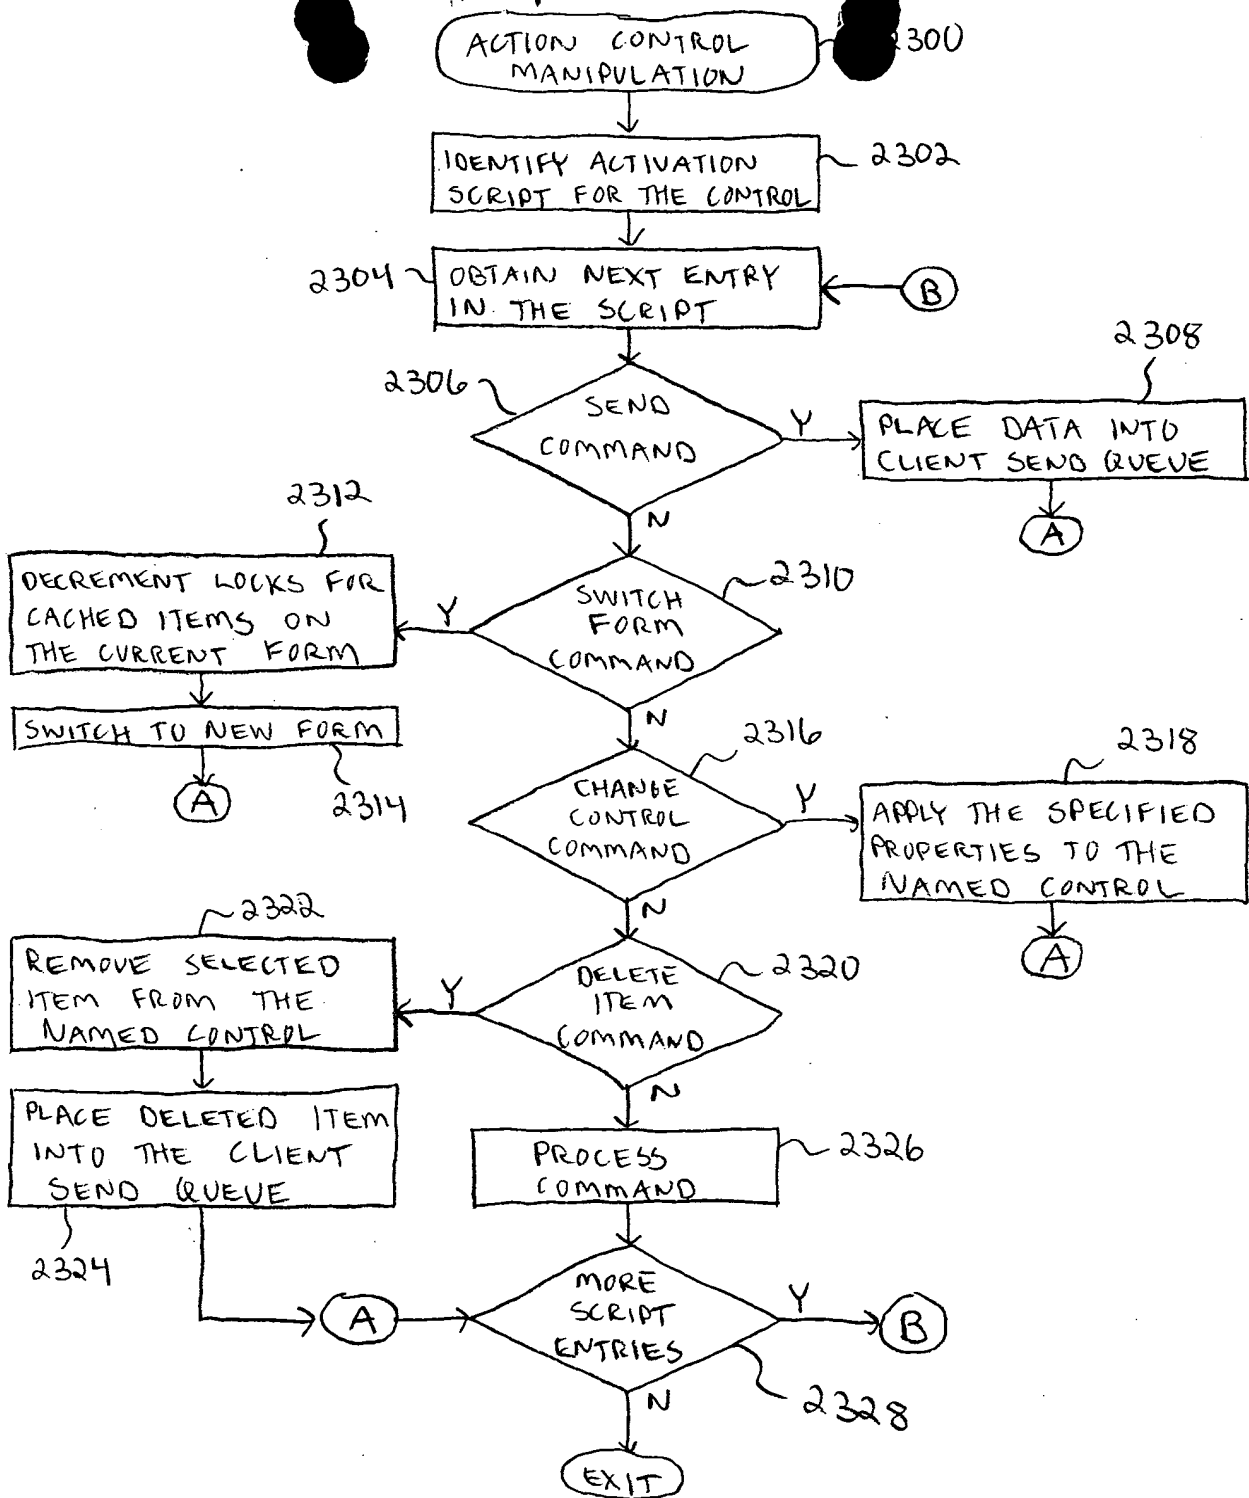 ACTION CONTROL
MANIPULATION
2300
IDENTIFY ACTIVATION
SCRIPT FOR THE CONTROL
2302
2304
OBTAIN NEXT ENTRY
IN THE SCRIPT
B
2306
SEND
COMMAND
Y
N
2308
PLACE DATA INTO
CLIENT SEND QUEUE
A
2310
SWITCH
FORM
COMMAND
Y
N
2312
DECREMENT LOCKS FOR
CACHED ITEMS ON
THE CURRENT FORM
SWITCH TO NEW FORM
2314
A
2316
CHANGE
CONTROL
COMMAND
Y
N
2318
APPLY THE SPECIFIED
PROPERTIES TO THE
NAMED CONTROL
A
2320
DELETE
ITEM
COMMAND
Y
N
2322
REMOVE SELECTED
ITEM FROM THE
NAMED CONTROL
PLACE DELETED ITEM
INTO THE CLIENT
SEND QUEUE
2324
PROCESS
COMMAND
2326
A
MORE
SCRIPT
ENTRIES
Y
B
2328
N
EXIT